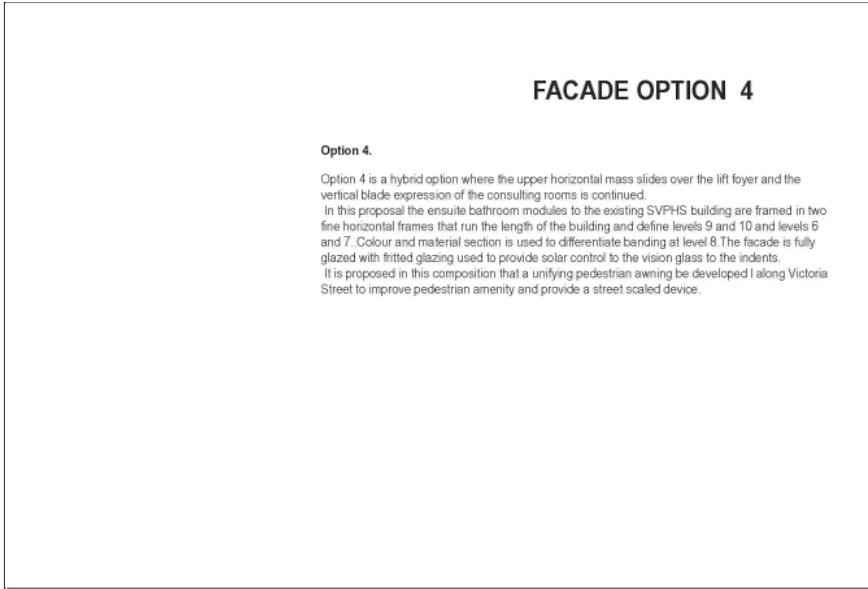 FACADE OPTION 4
Option 4.
Option 4 is a hybrid option where the upper horizontal mass slides over the lift foyer and the
vertical blade expression of the consulting rooms is continued.
In this proposal the ensuite bathroom modules to the existing SVPHS building are framed in two
fine horizontal frames that run the length of the building and define levels 9 and 10 and levels 6
and 7..Colour and material section is used to differentiate banding at level 8.The facade is fully
glazed with fritted glazing used to provide solar control to the vision glass to the indents.
It is proposed in this composition that a unifying pedestrian awning be developed l along Victoria
Street to improve pedestrian amenity and provide a street scaled device.